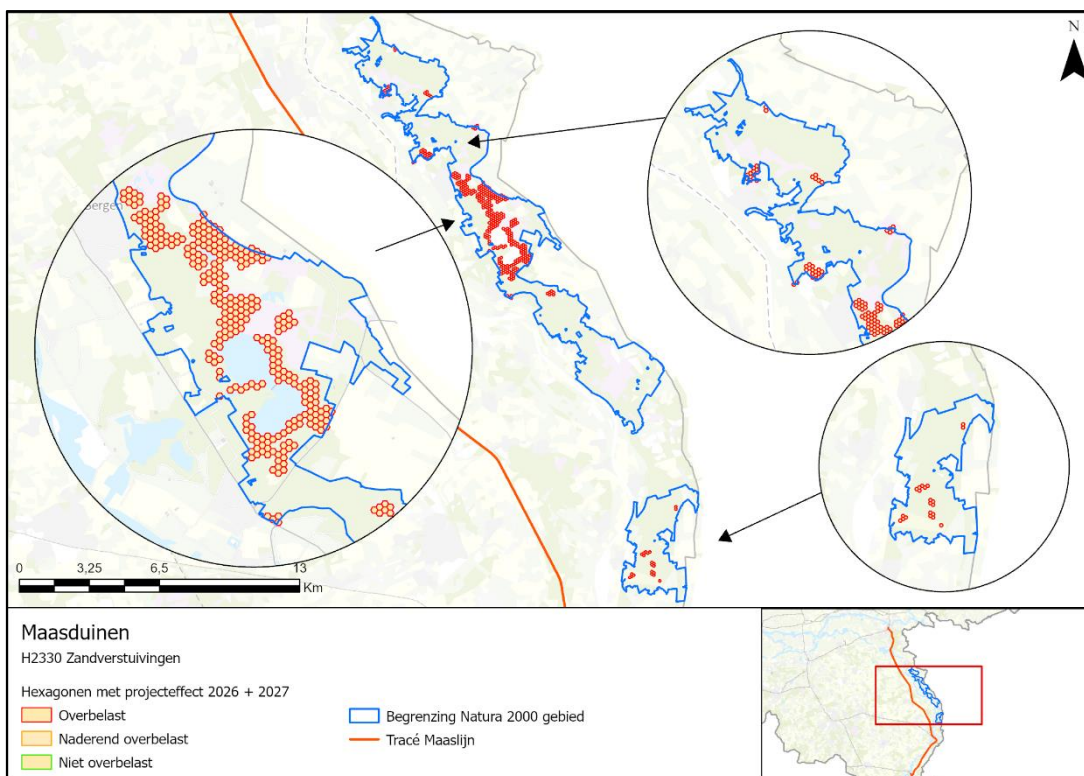 N
Bergen
0 3,25 6,5 13
Km
Maasduinen
H2330 Zandverstuivingen
Hexagonen met projecteffect 2026 + 2027
Overbelast
Naderend overbelast
Niet overbelast
Begrenzing Natura 2000 gebied
Tracé Maaslijn